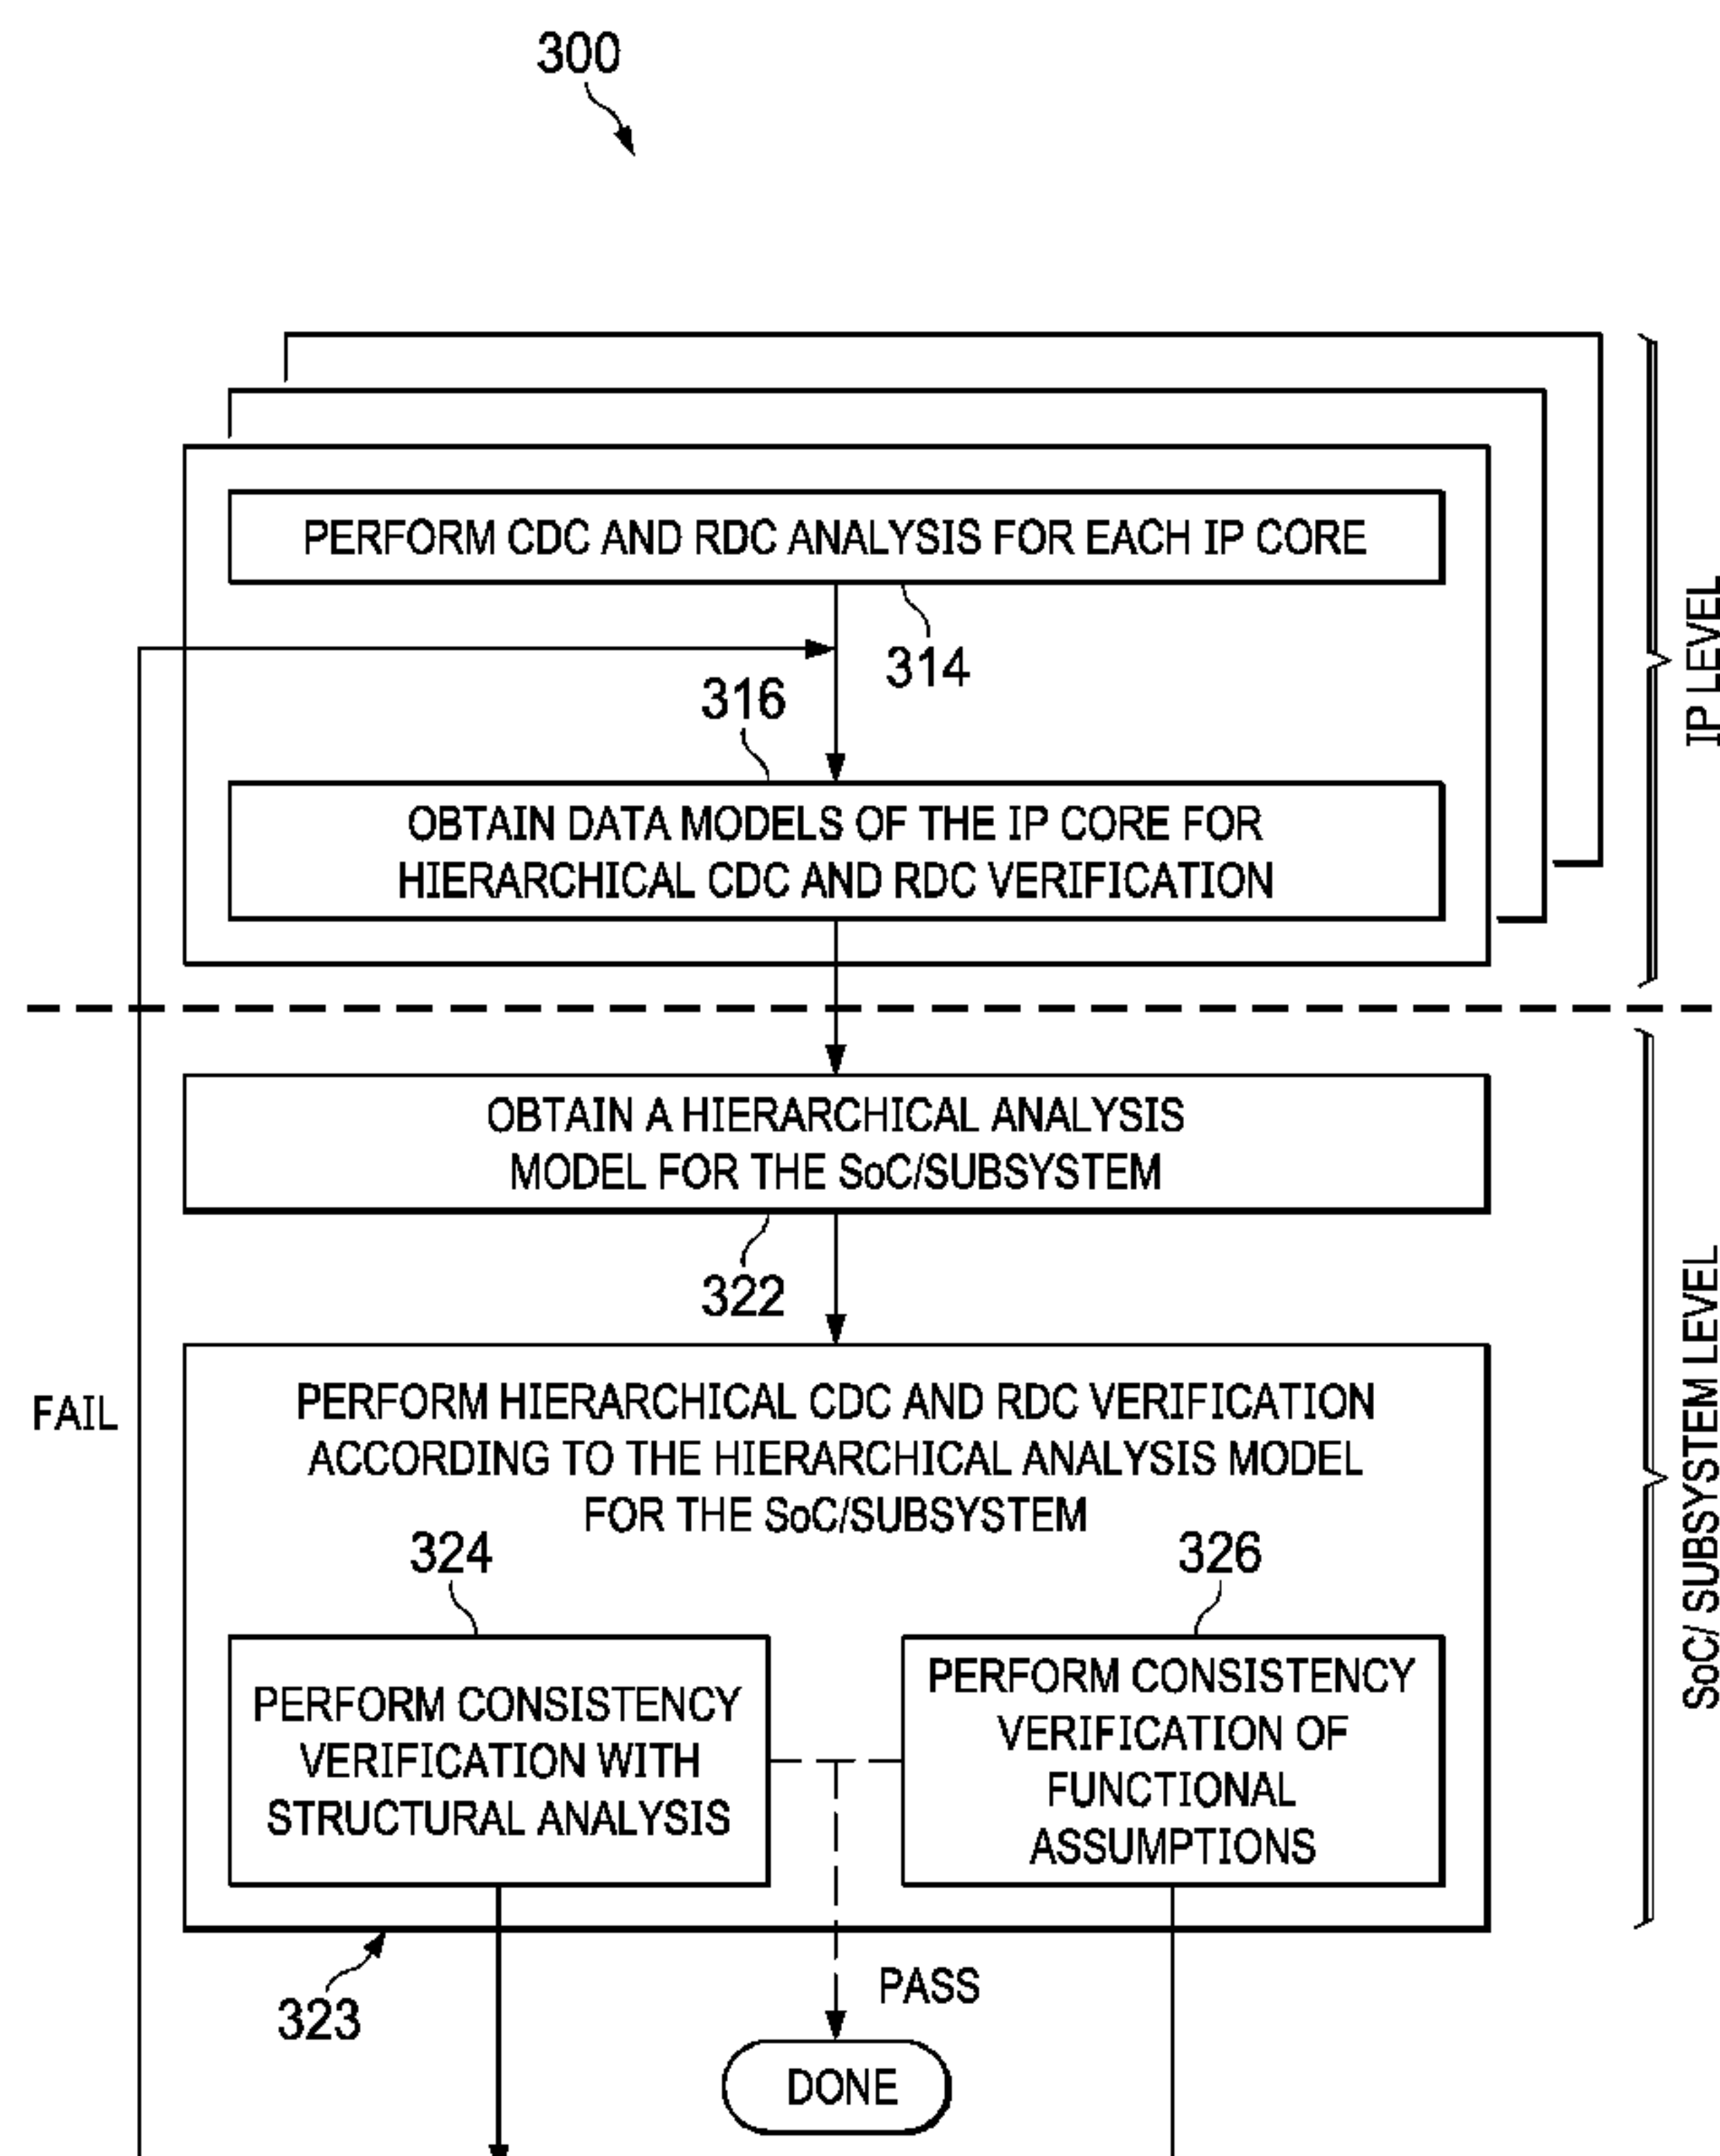 300
PERFORM CDC AND RDC ANALYSIS FOR EACH IP CORE
314
316
OBTAIN DATA MODELS OF THE IP CORE FOR
HIERARCHICAL CDC AND RDC VERIFICATION
IP LEVEL
OBTAIN A HIERARCHICAL ANALYSIS
MODEL FOR THE SoC/SUBSYSTEM
322
FAIL
PERFORM HIERARCHICAL CDC AND RDC VERIFICATION
ACCORDING TO THE HIERARCHICAL ANALYSIS MODEL
FOR THE SoC/SUBSYSTEM
324
326
PERFORM CONSISTENCY
VERIFICATION WITH
STRUCTURAL ANALYSIS
PERFORM CONSISTENCY
VERIFICATION OF
FUNCTIONAL
ASSUMPTIONS
SoC/ SUBSYSTEM LEVEL
323
PASS
DONE